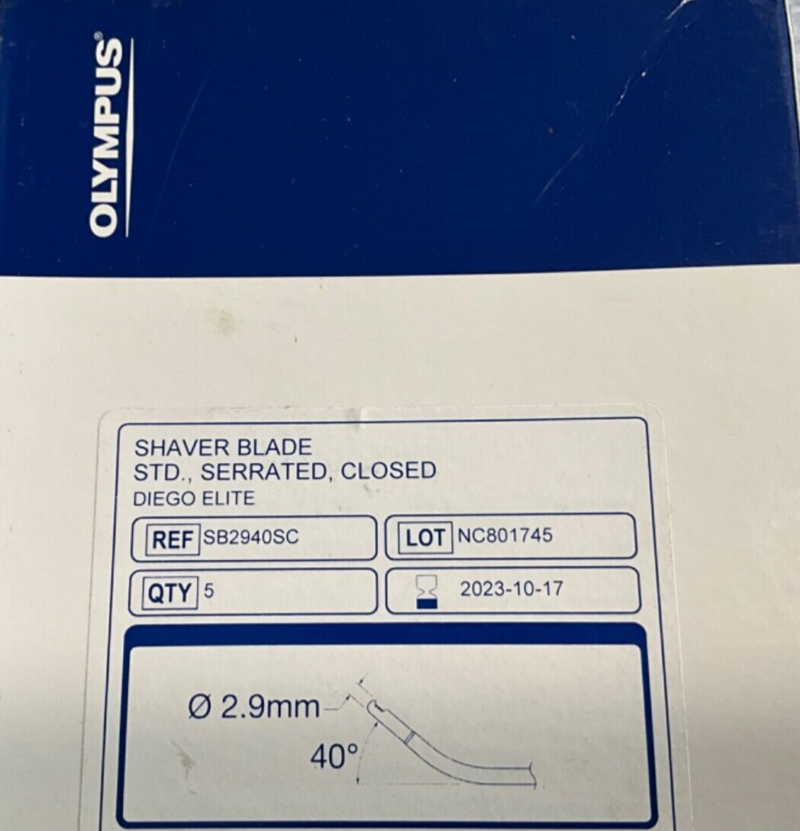 OLYMPUS®
SHAVER BLADE
STD., SERRATED, CLOSED
DIEGO ELITE
REF SB2940SC
LOT NC801745
QTY 5
2023-10-17
Ø 2.9mm
40°